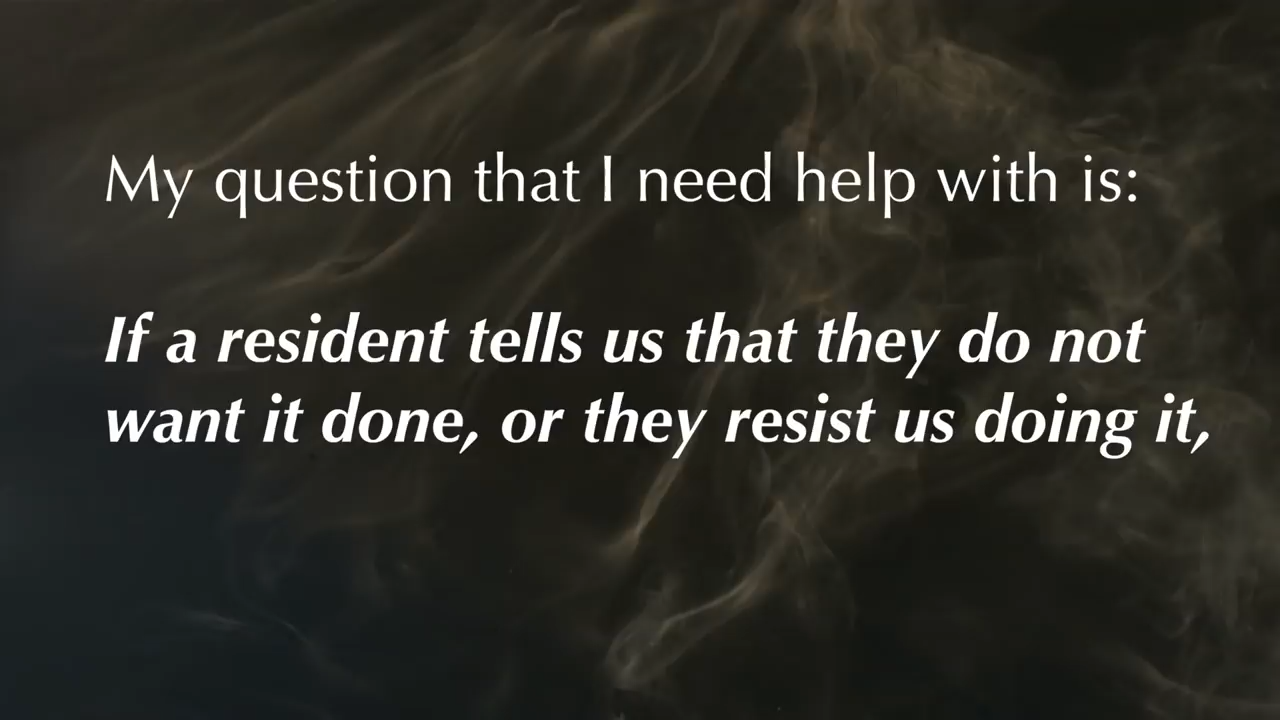 My question that I need help with is:
If a resident tells us that they do not
want it done, or they resist us doing it,